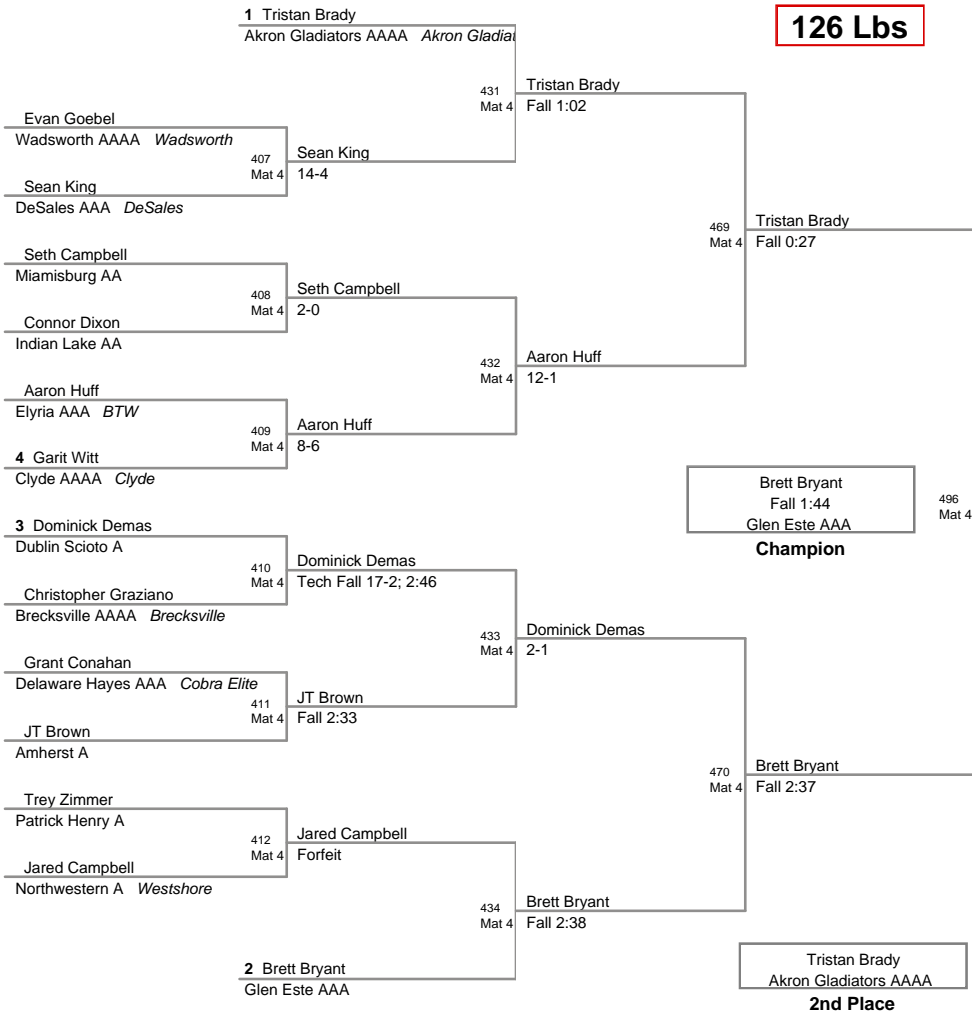 1 Tristan Brady
Akron Gladiators AAAA Akron Gladiat
126 Lbs
431
Mat 4
Tristan Brady
Fall 1:02
Evan Goebel
Wadsworth AAAA Wadsworth
407
Mat 4
Sean King
14-4
Sean King
DeSales AAA DeSales
469
Mat 4
Tristan Brady
Fall 0:27
Seth Campbell
Miamisburg AA
408
Mat 4
Seth Campbell
2-0
Connor Dixon
Indian Lake AA
432
Mat 4
Aaron Huff
12-1
Aaron Huff
Elyria AAA BTW
409
Mat 4
Aaron Huff
8-6
4 Garit Witt
Clyde AAAA Clyde
Brett Bryant
Fall 1:44
Glen Este AAA
Champion
496
Mat 4
3 Dominick Demas
Dublin Scioto A
410
Mat 4
Dominick Demas
Tech Fall 17-2; 2:46
Christopher Graziano
Brecksville AAAA Brecksville
433
Mat 4
Dominick Demas
2-1
Grant Conahan
Delaware Hayes AAA Cobra Elite
411
Mat 4
JT Brown
Fall 2:33
JT Brown
Amherst A
470
Mat 4
Brett Bryant
Fall 2:37
Trey Zimmer
Patrick Henry A
412
Mat 4
Jared Campbell
Forfeit
Jared Campbell
Northwestern A Westshore
434
Mat 4
Brett Bryant
Fall 2:38
2 Brett Bryant
Glen Este AAA
Tristan Brady
Akron Gladiators AAAA
2nd Place